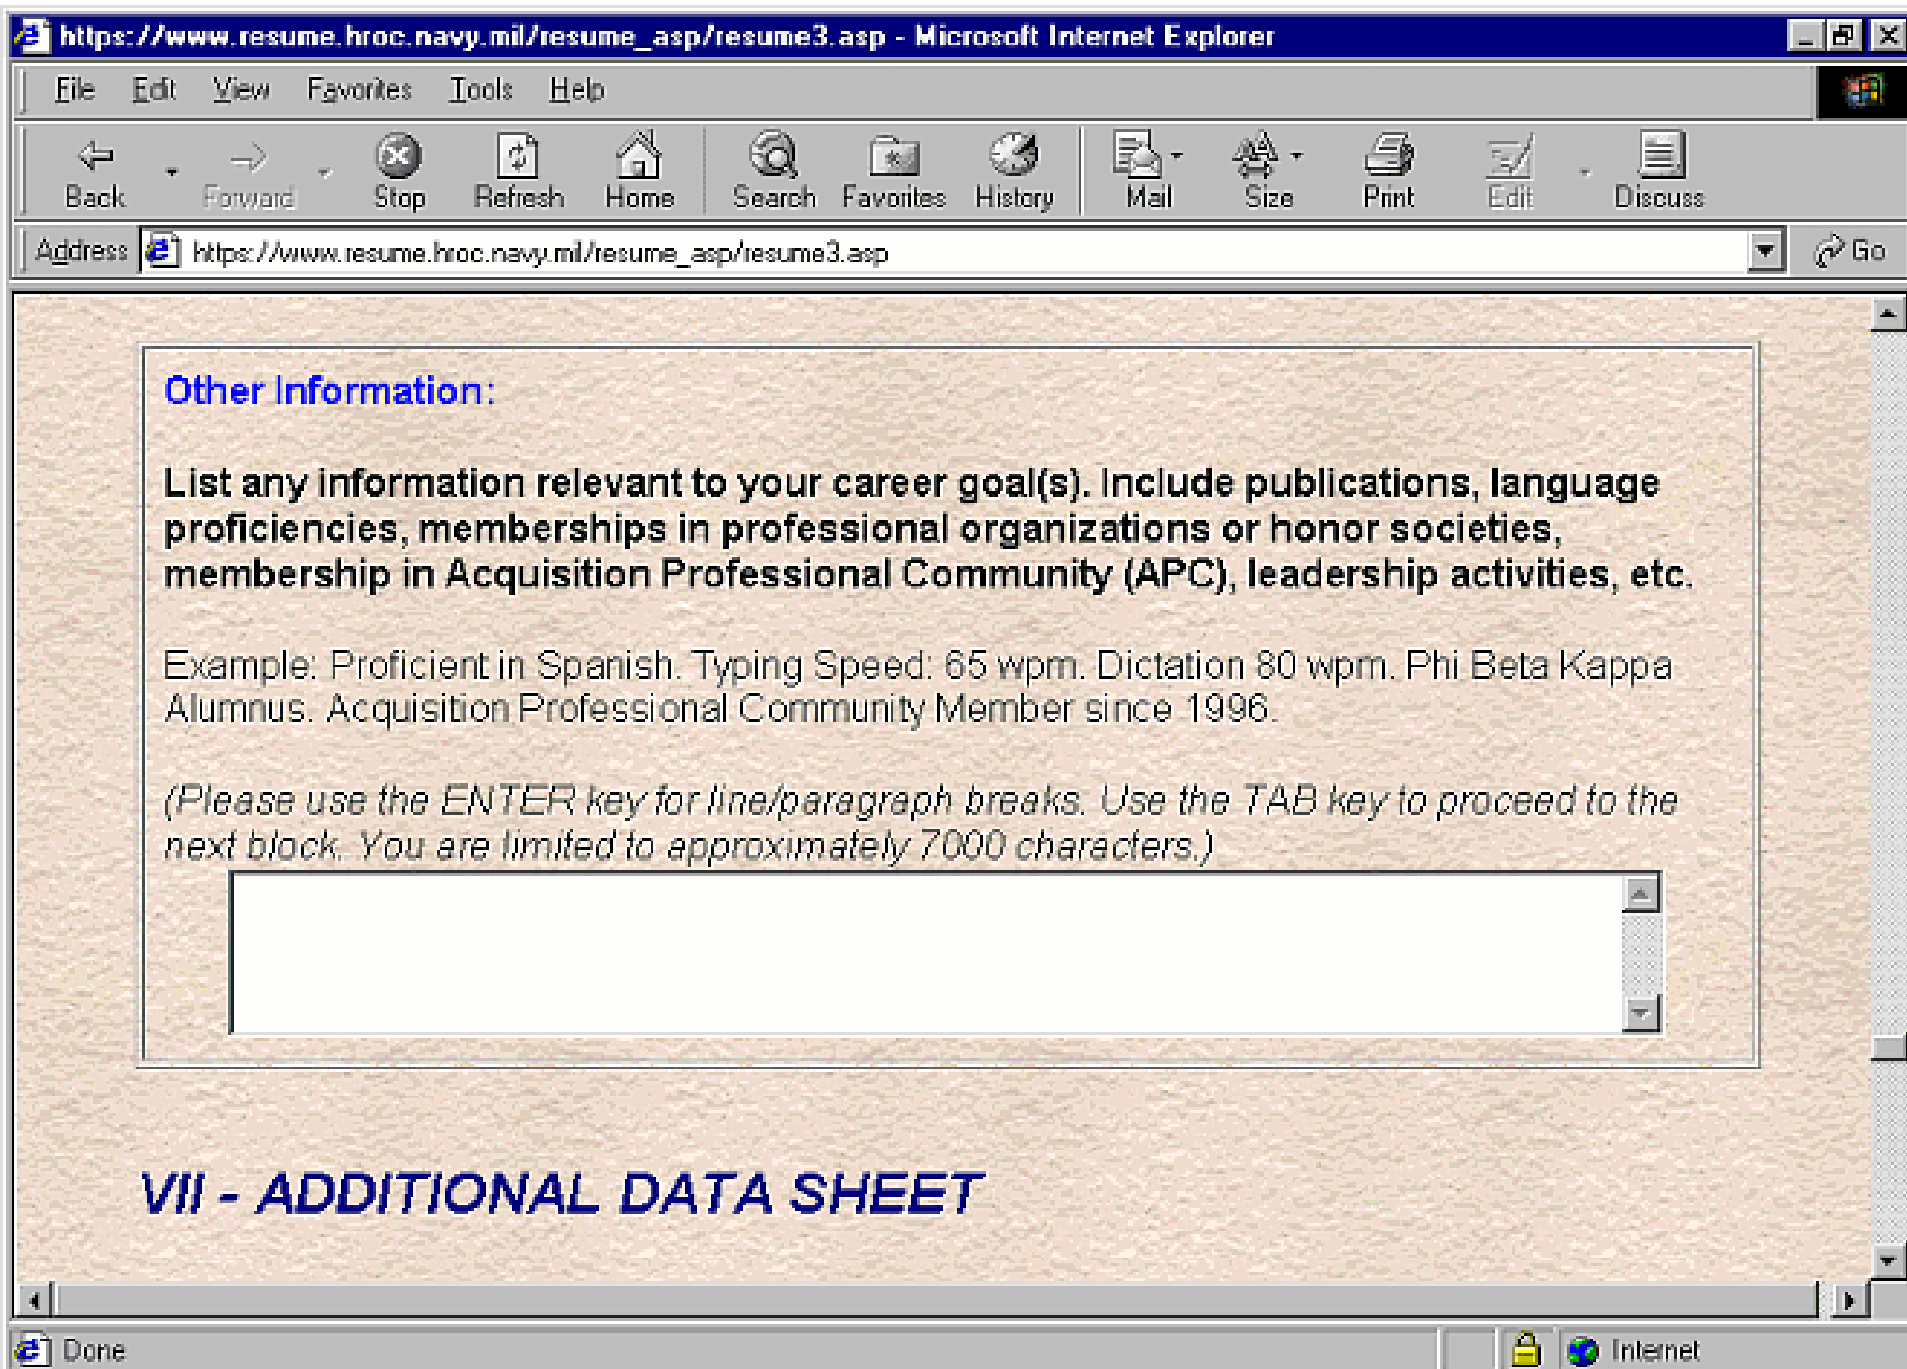 https://www.resume.hroc.navy.mil/resume_asp/resume3.asp - Microsoft Internet Explorer
File Edit View Favorites Tools Help
Back Forward Stop Refresh Home Search Favorites History Mail Size Print Edit Discuss
Address https://www.resume.hroc.navy.mil/resume_asp/resume3.asp Go
Other Information:
List any information relevant to your career goal(s). Include publications, language
proficiencies, memberships in professional organizations or honor societies,
membership in Acquisition Professional Community (APC), leadership activities, etc.
Example: Proficient in Spanish. Typing Speed: 65 wpm. Dictation 80 wpm. Phi Beta Kappa
Alumnus. Acquisition Professional Community Member since 1996.
(Please use the ENTER key for line/paragraph breaks. Use the TAB key to proceed to the
next block. You are limited to approximately 7000 characters.)
VII - ADDITIONAL DATA SHEET
Done Internet